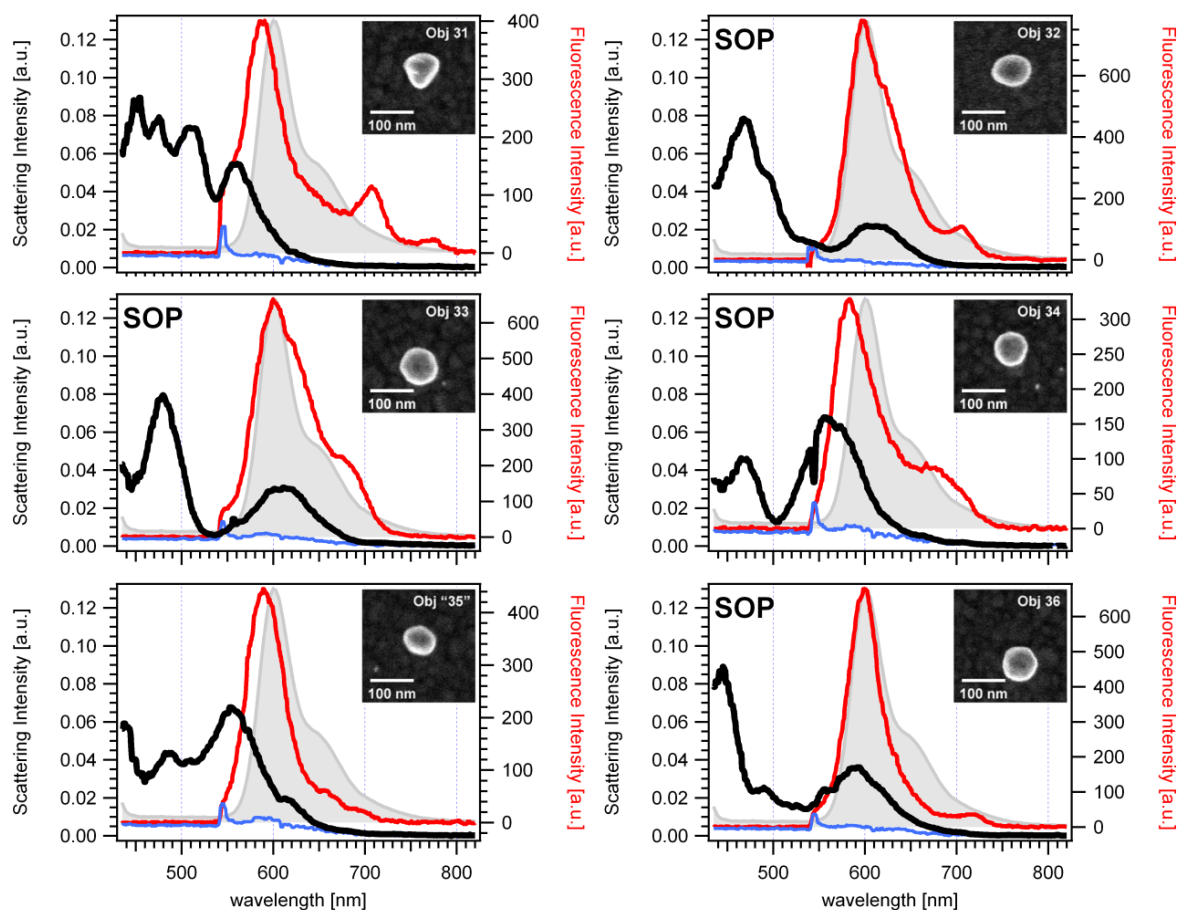 Scattering Intensity [a.u.]
0.12
0.10
0.08
0.06
0.04
0.02
0.00
Obj 31
100 nm
400
300
200
100
0
Fluorescence Intensity [a.u.]
Scattering Intensity [a.u.]
0.12
0.10
0.08
0.06
0.04
0.02
0.00
SOP
Obj 32
100 nm
600
400
200
0
Fluorescence Intensity [a.u.]
Scattering Intensity [a.u.]
0.12
0.10
0.08
0.06
0.04
0.02
0.00
SOP
Obj 33
100 nm
600
500
400
300
200
100
0
Fluorescence Intensity [a.u.]
Scattering Intensity [a.u.]
0.12
0.10
0.08
0.06
0.04
0.02
0.00
SOP
Obj 34
100 nm
300
250
200
150
100
50
0
Fluorescence Intensity [a.u.]
Scattering Intensity [a.u.]
0.12
0.10
0.08
0.06
0.04
0.02
0.00
Obj “35”
100 nm
400
300
200
100
0
Fluorescence Intensity [a.u.]
500
600
700
800
wavelength [nm]
Scattering Intensity [a.u.]
0.12
0.10
0.08
0.06
0.04
0.02
0.00
SOP
Obj 36
100 nm
600
500
400
300
200
100
0
Fluorescence Intensity [a.u.]
500
600
700
800
wavelength [nm]